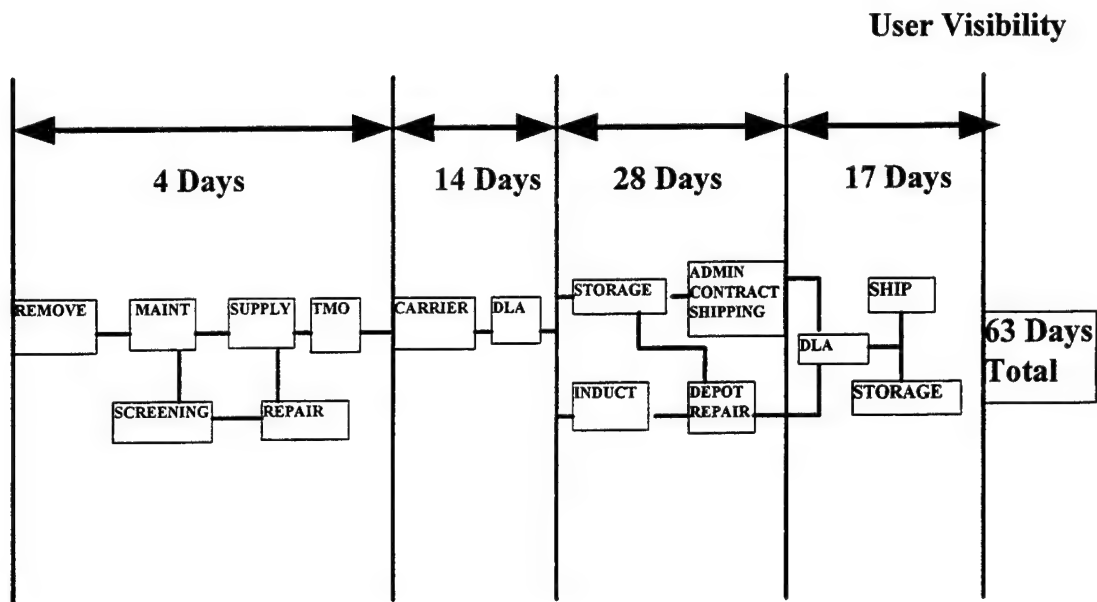 User Visibility
4 Days
14 Days
28 Days
17 Days
REMOVE
MAINT
SUPPLY
TMO
SCREENING
REPAIR
CARRIER
DLA
STORAGE
ADMIN
CONTRACT
SHIPPING
INDUCT
DEPOT
REPAIR
DLA
SHIP
STORAGE
63 Days
Total